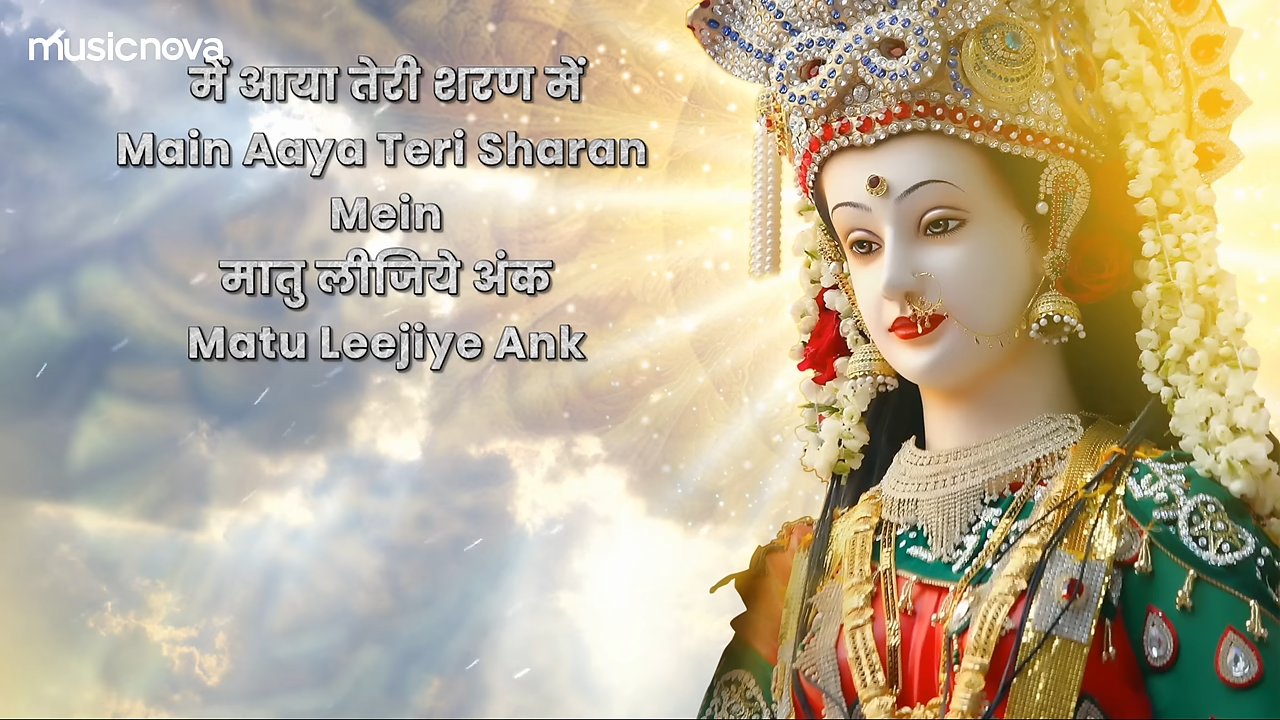 musicnova
में आया तेरी शरण में
Main Aaya Teri Sharan
Mein
मातु लीजिये अंक
Matu Leejiye Ank